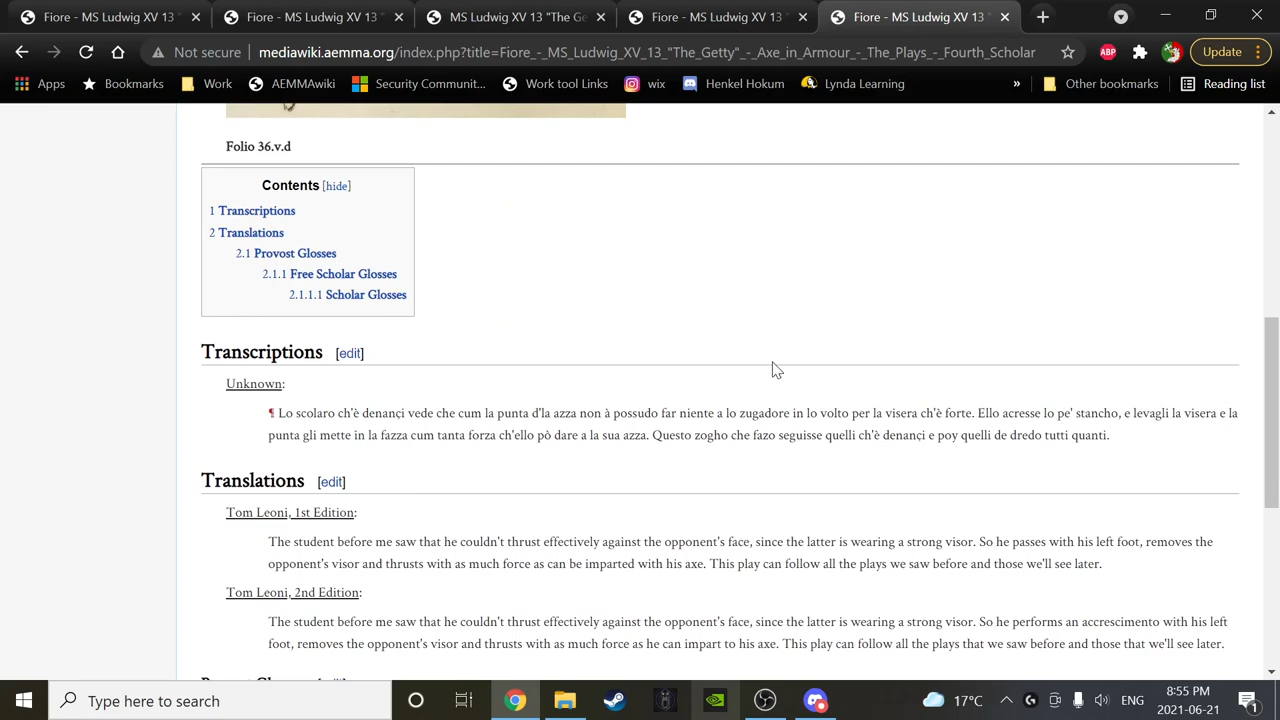 Fiore - MS Ludwig XV 13 "
Fiore - MS Ludwig XV 13 "
MS Ludwig XV 13 "The Ge
Fiore - MS Ludwig XV 13 "
Fiore - MS Ludwig XV 13 "
Not secure mediawiki.aemma.org/index.php?title=Fiore_-_MS_Ludwig_XV_13_"The_Getty"_-_Axe_in_Armour_-_The_Plays_-_Fourth_Scholar
ABP
Update
Apps Bookmarks Work AEMMAwiki Security Communit... Work tool Links wix Henkel Hokum Lynda Learning » Other bookmarks Reading list
Folio 36.v.d
Contents [hide]
1 Transcriptions
2 Translations
2.1 Provost Glosses
2.1.1 Free Scholar Glosses
2.1.1.1 Scholar Glosses
Transcriptions [edit]
Unknown:
¶ Lo scolaro ch'è denançi vede che cum la punta d'la azza non à possudo far niente a lo zugadore in lo volto per la visera ch'è forte. Ello acresse lo pe' stancho, e levagli la visera e la
punta gli mette in la fazza cum tanta forza ch'ello pò dare a la sua azza. Questo zogho che fazo seguisse quelli ch'è denançi e poy quelli de dredo tutti quanti.
Translations [edit]
Tom Leoni, 1st Edition:
The student before me saw that he couldn't thrust effectively against the opponent's face, since the latter is wearing a strong visor. So he passes with his left foot, removes the
opponent's visor and thrusts with as much force as can be imparted with his axe. This play can follow all the plays we saw before and those we'll see later.
Tom Leoni, 2nd Edition:
The student before me saw that he couldn't thrust effectively against the opponent's face, since the latter is wearing a strong visor. So he performs an accrescimento with his left
foot, removes the opponent's visor and thrusts with as much force as he can impart to his axe. This play can follow all the plays that we saw before and those that we'll see later.
Type here to search
17°C
ENG
8:55 PM
2021-06-21
1